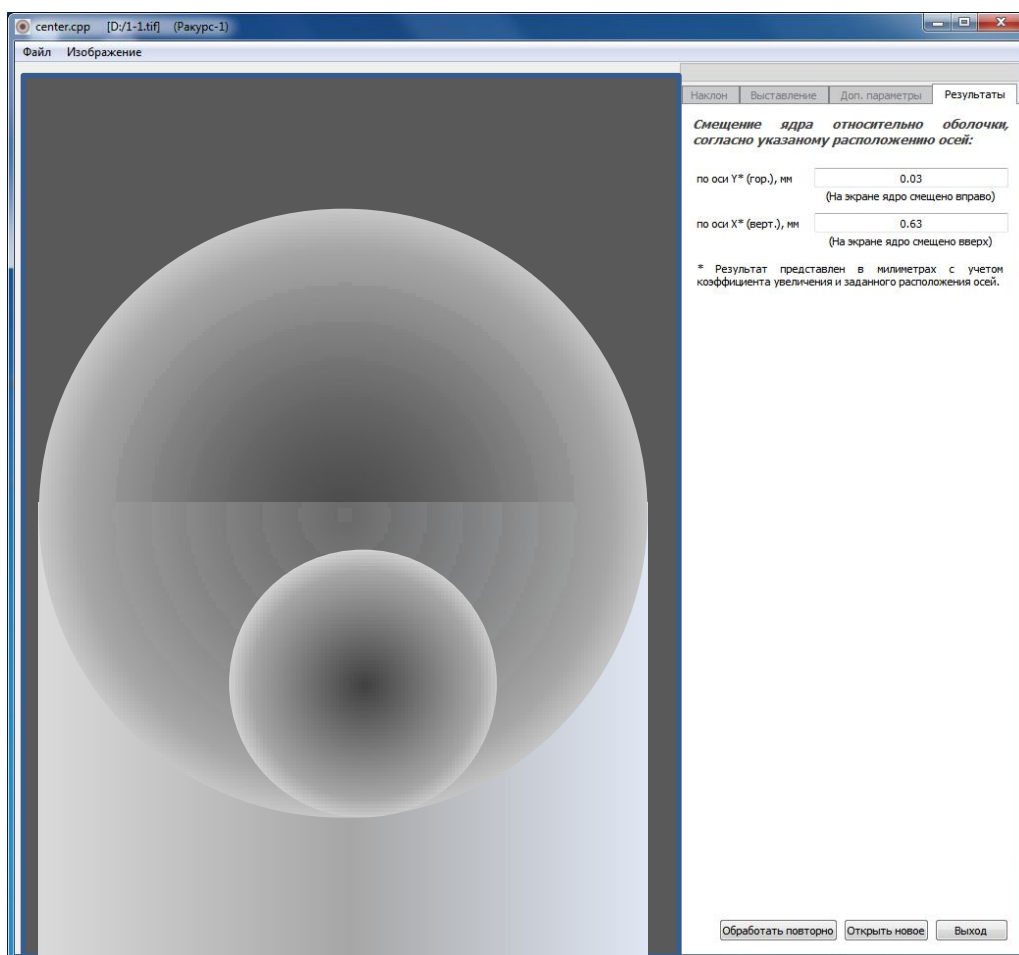 center.cpp [D:/1-1.tif] (Ракурс-1)
Файл Изображение
Наклон Выставление Доп. параметры Результаты
Смещение ядра относительно оболочки,
согласно указаному расположению осей:
по оси Y* (гор.), мм 0.03
(На экране ядро смещено вправо)
по оси X* (верт.), мм 0.63
(На экране ядро смещено вверх)
* Результат представлен в милиметрах с учетом
коэффициента увеличения и заданного расположения осей.
Обработать повторно Открыть новое Выход